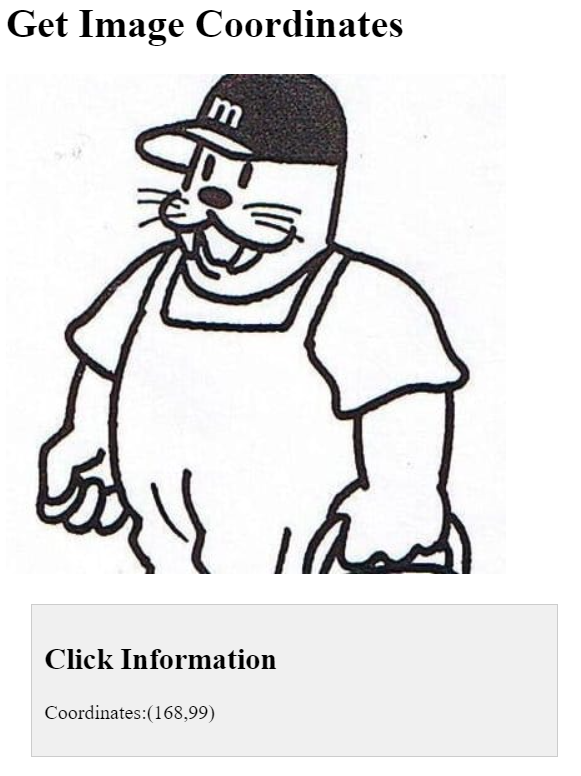 Get Image Coordinates
m
Click Information
Coordinates:(168,99)